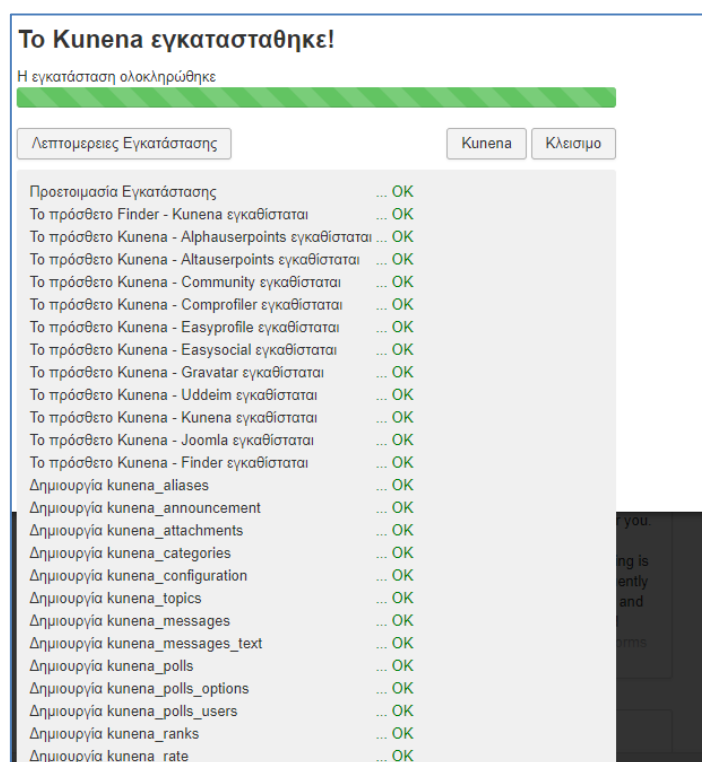 Το Kunena εγκατασταθηκε!
Η εγκατάσταση ολοκληρώθηκε
Λεπτομερειες Εγκατάστασης Kunena Κλεισιμο
Προετοιμασία Εγκατάστασης ... OK
Το πρόσθετο Finder - Kunena εγκαθίσταται ... OK
Το πρόσθετο Kunena - Alphauserpoints εγκαθίσταται ... OK
Το πρόσθετο Kunena - Altauserpoints εγκαθίσταται ... OK
Το πρόσθετο Kunena - Community εγκαθίσταται ... OK
Το πρόσθετο Kunena - Comprofiler εγκαθίσταται ... OK
Το πρόσθετο Kunena - Easyprofile εγκαθίσταται ... OK
Το πρόσθετο Kunena - Easysocial εγκαθίσταται ... OK
Το πρόσθετο Kunena - Gravatar εγκαθίσταται ... OK
Το πρόσθετο Kunena - Uddeim εγκαθίσταται ... OK
Το πρόσθετο Kunena - Kunena εγκαθίσταται ... OK
Το πρόσθετο Kunena - Joomla εγκαθίσταται ... OK
Το πρόσθετο Kunena - Finder εγκαθίσταται ... OK
Δημιουργία kunena_aliases ... OK
Δημιουργία kunena_announcement ... OK
Δημιουργία kunena_attachments ... OK
Δημιουργία kunena_categories ... OK
Δημιουργία kunena_configuration ... OK
Δημιουργία kunena_topics ... OK
Δημιουργία kunena_messages ... OK
Δημιουργία kunena_messages_text ... OK
Δημιουργία kunena_polls ... OK
Δημιουργία kunena_polls_options ... OK
Δημιουργία kunena_polls_users ... OK
Δημιουργία kunena_ranks ... OK
Δημιουργία kunena_rate ... OK
you.
is
and